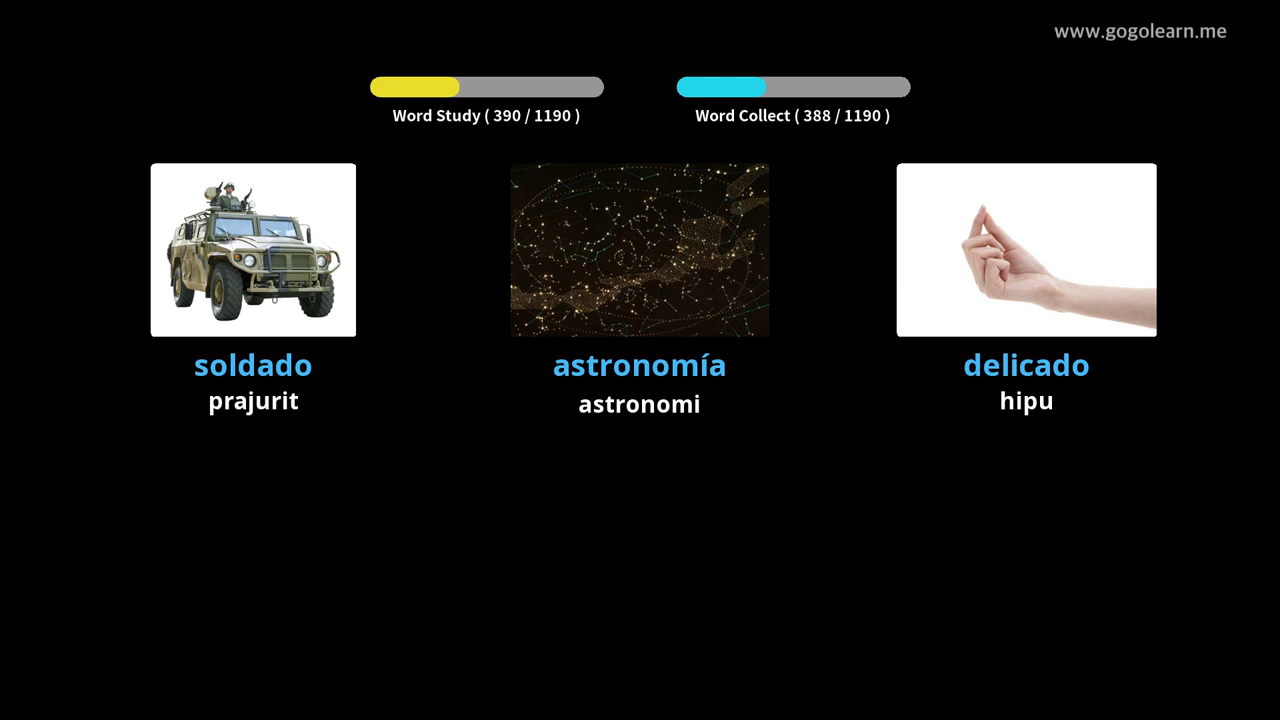 www.gogolearn.me
Word Study ( 390 / 1190 )
Word Collect ( 388 / 1190 )
soldado
prajurit
astronomía
astronomi
delicado
hipu